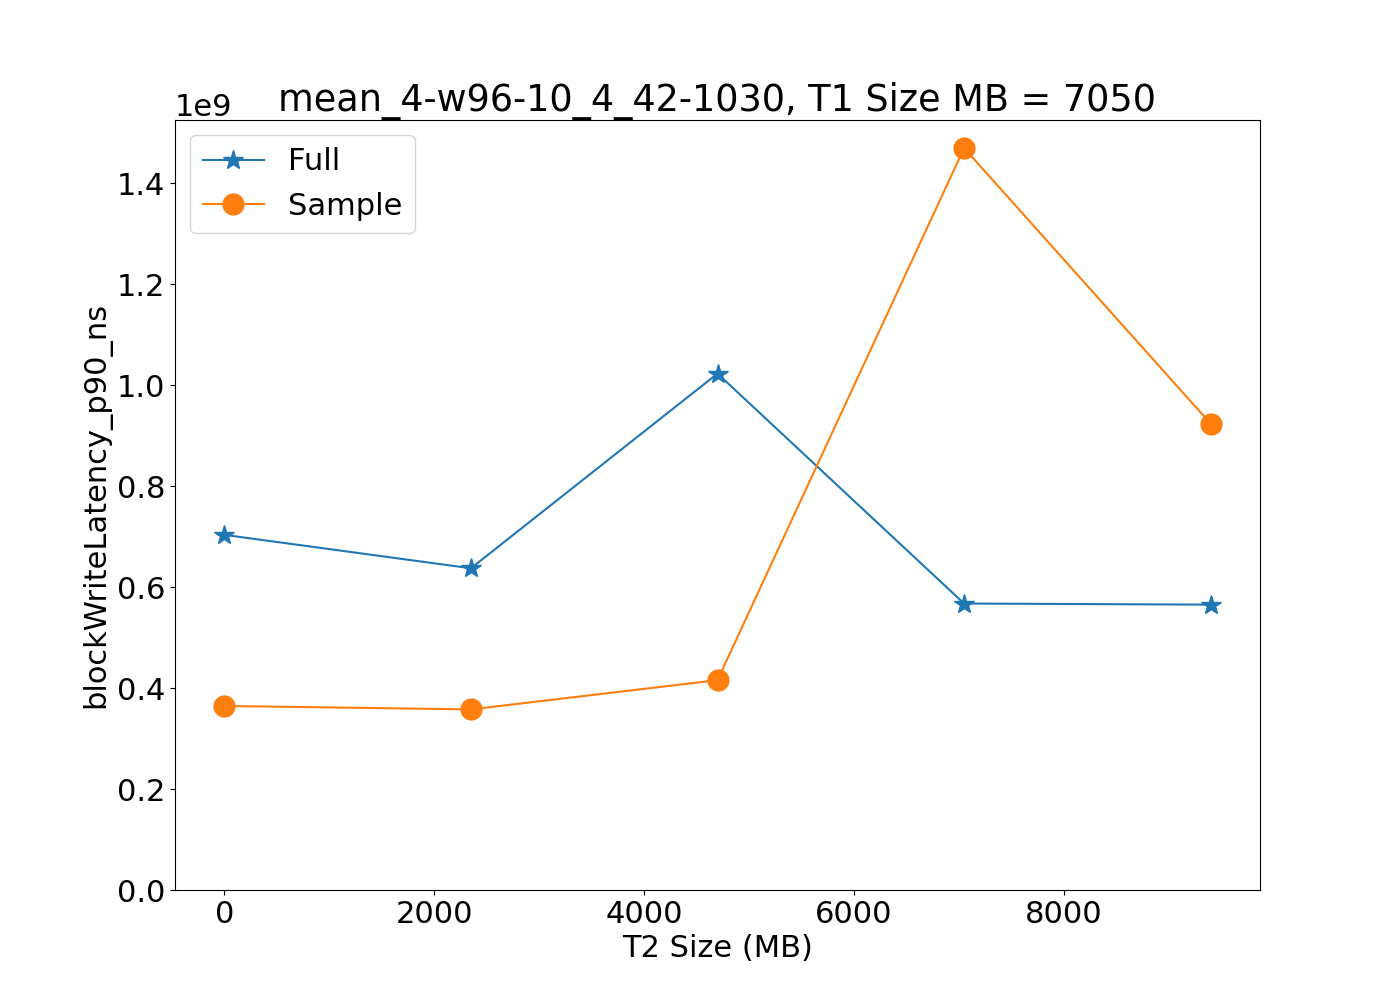 mean_4-w96-10_4_42-1030, T1 Size MB = 7050
1e9
Full
Sample
1.4
1.2
1.0
0.8
0.6
0.4
0.2
0.0
blockWriteLatency_p90_ns
0 2000 4000 6000 8000
T2 Size (MB)